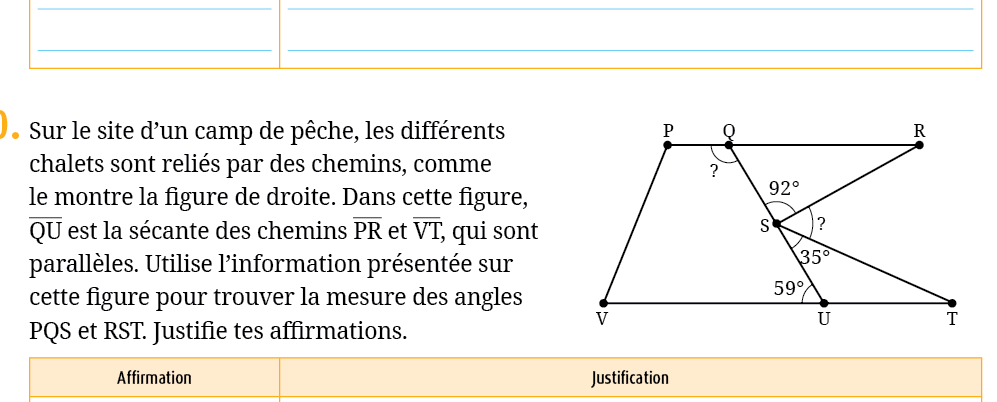 0.
Sur le site d’un camp de pêche, les différents
chalets sont reliés par des chemins, comme
le montre la figure de droite. Dans cette figure,
QU est la sécante des chemins PR et VT, qui sont
parallèles. Utilise l’information présentée sur
cette figure pour trouver la mesure des angles
PQS et RST. Justifie tes affirmations.
P Q R
?
92°
S ?
35°
59°
V U T
Affirmation Justification